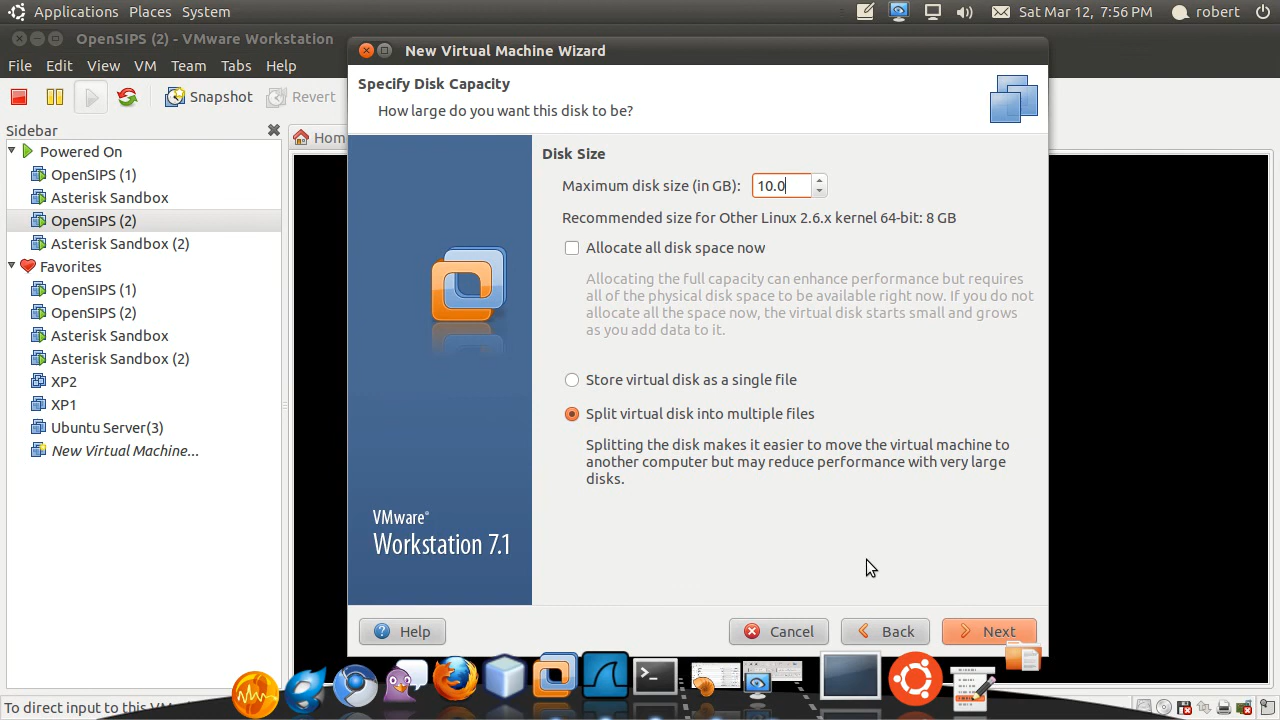 Applications Places System
Sat Mar 12, 7:56 PM robert
OpenSIPS (2) - VMware Workstation
File Edit View VM Team Tabs Help
Snapshot Revert
Sidebar
Powered On
OpenSIPS (1)
Asterisk Sandbox
OpenSIPS (2)
Asterisk Sandbox (2)
Favorites
OpenSIPS (1)
OpenSIPS (2)
Asterisk Sandbox
Asterisk Sandbox (2)
XP2
XP1
Ubuntu Server(3)
New Virtual Machine...
Hom
New Virtual Machine Wizard
Specify Disk Capacity
How large do you want this disk to be?
Disk Size
Maximum disk size (in GB): 10.0
Recommended size for Other Linux 2.6.x kernel 64-bit: 8 GB
Allocate all disk space now
Allocating the full capacity can enhance performance but requires
all of the physical disk space to be available right now. If you do not
allocate all the space now, the virtual disk starts small and grows
as you add data to it.
Store virtual disk as a single file
Split virtual disk into multiple files
Splitting the disk makes it easier to move the virtual machine to
another computer but may reduce performance with very large
disks.
VMware®
Workstation 7.1
Help Cancel Back Next
To direct input to this VM